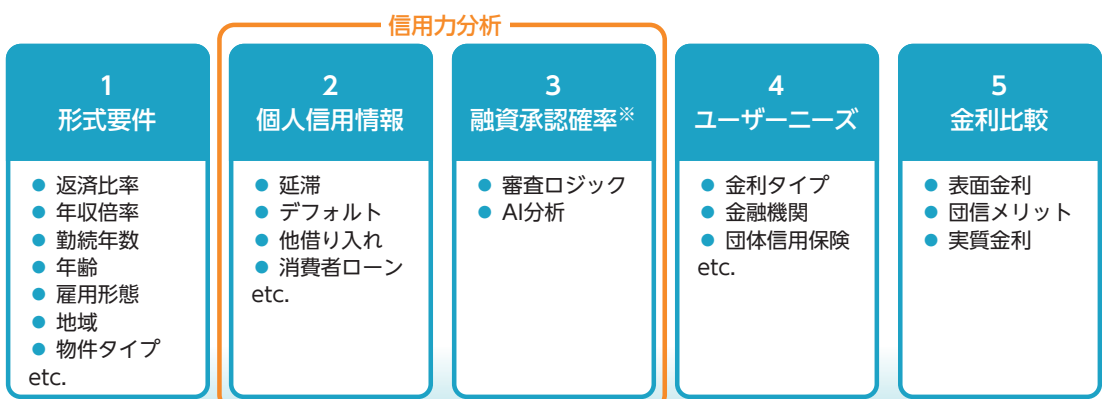 信用力分析
1
形式要件
● 返済比率
● 年収倍率
● 勤続年数
● 年齢
● 雇用形態
● 地域
● 物件タイプ
etc.
2
個人信用情報
● 延滞
● デフォルト
● 他借り入れ
● 消費者ローン
etc.
3
融資承認確率※
● 審査ロジック
● AI分析
4
ユーザーニーズ
● 金利タイプ
● 金融機関
● 団体信用保険
etc.
5
金利比較
● 表面金利
● 団信メリット
● 実質金利